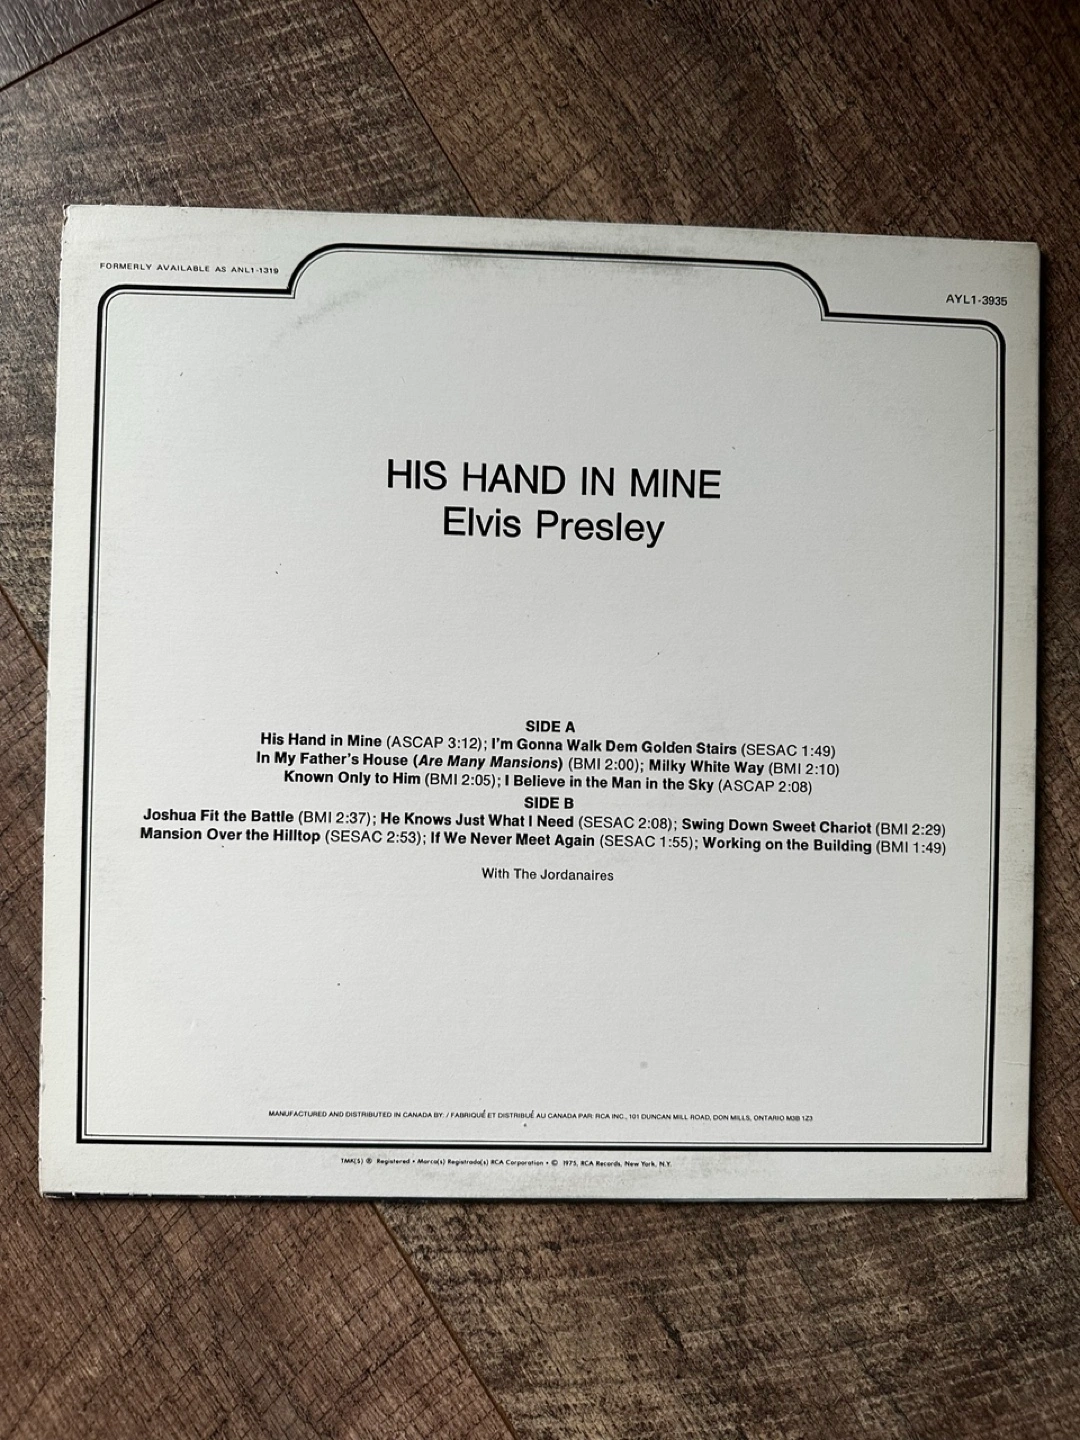 FORMERLY AVAILABLE AS ANL1-1319
AYL1-3935
HIS HAND IN MINE
Elvis Presley
SIDE A
His Hand in Mine (ASCAP 3:12); I'm Gonna Walk Dem Golden Stairs (SESAC 1:49)
In My Father's House (Are Many Mansions) (BMI 2:00); Milky White Way (BMI 2:10)
Known Only to Him (BMI 2:05); I Believe in the Man in the Sky (ASCAP 2:08)
SIDE B
Joshua Fit the Battle (BMI 2:37); He Knows Just What I Need (SESAC 2:08); Swing Down Sweet Chariot (BMI 2:29)
Mansion Over the Hilltop (SESAC 2:53); If We Never Meet Again (SESAC 1:55); Working on the Building (BMI 1:49)
With The Jordanaires
MANUFACTURED AND DISTRIBUTED IN CANADA BY: / FABRIQUÉ ET DISTRIBUÉ AU CANADA PAR: RCA INC., 101 DUNCAN MILL ROAD, DON MILLS, ONTARIO M3B 1Z3
TMK(S) ® Registered • Marca(s) Registrada(s) RCA Corporation • © 1975, RCA Records, New York, N.Y.